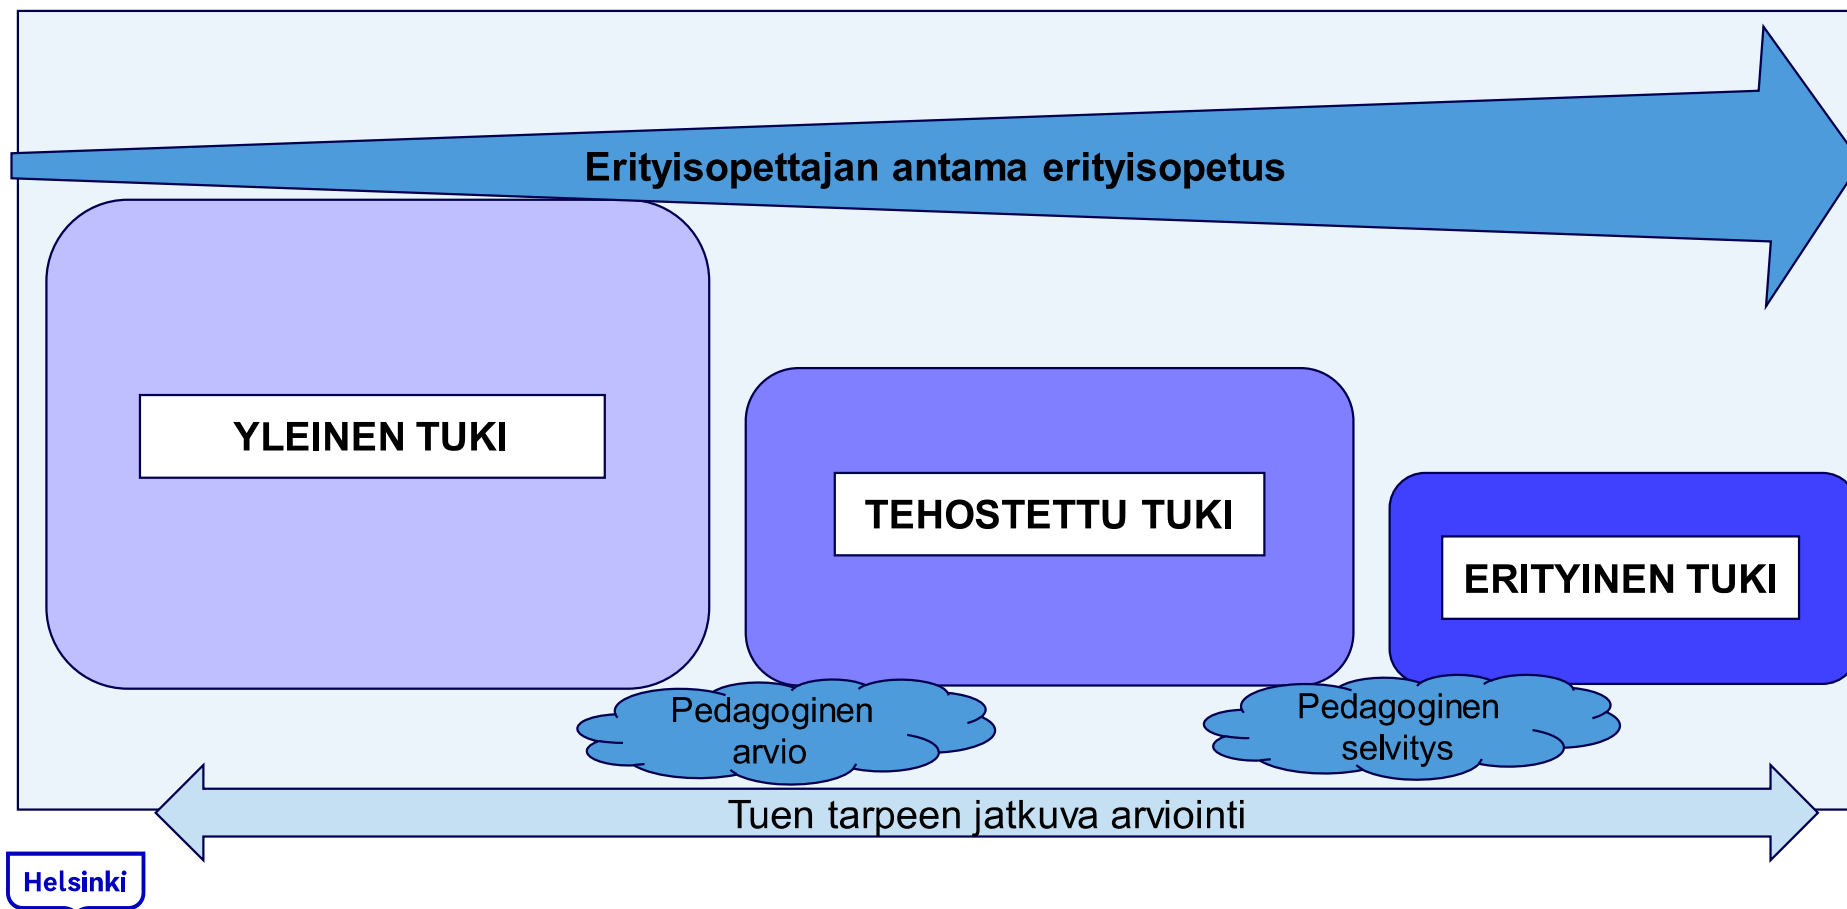 Erityisopettajan antama erityisopetus
YLEINEN TUKI
TEHOSTETTU TUKI
ERITYINEN TUKI
Pedagoginen
arvio
Pedagoginen
selvitys
Tuen tarpeen jatkuva arviointi
Helsinki